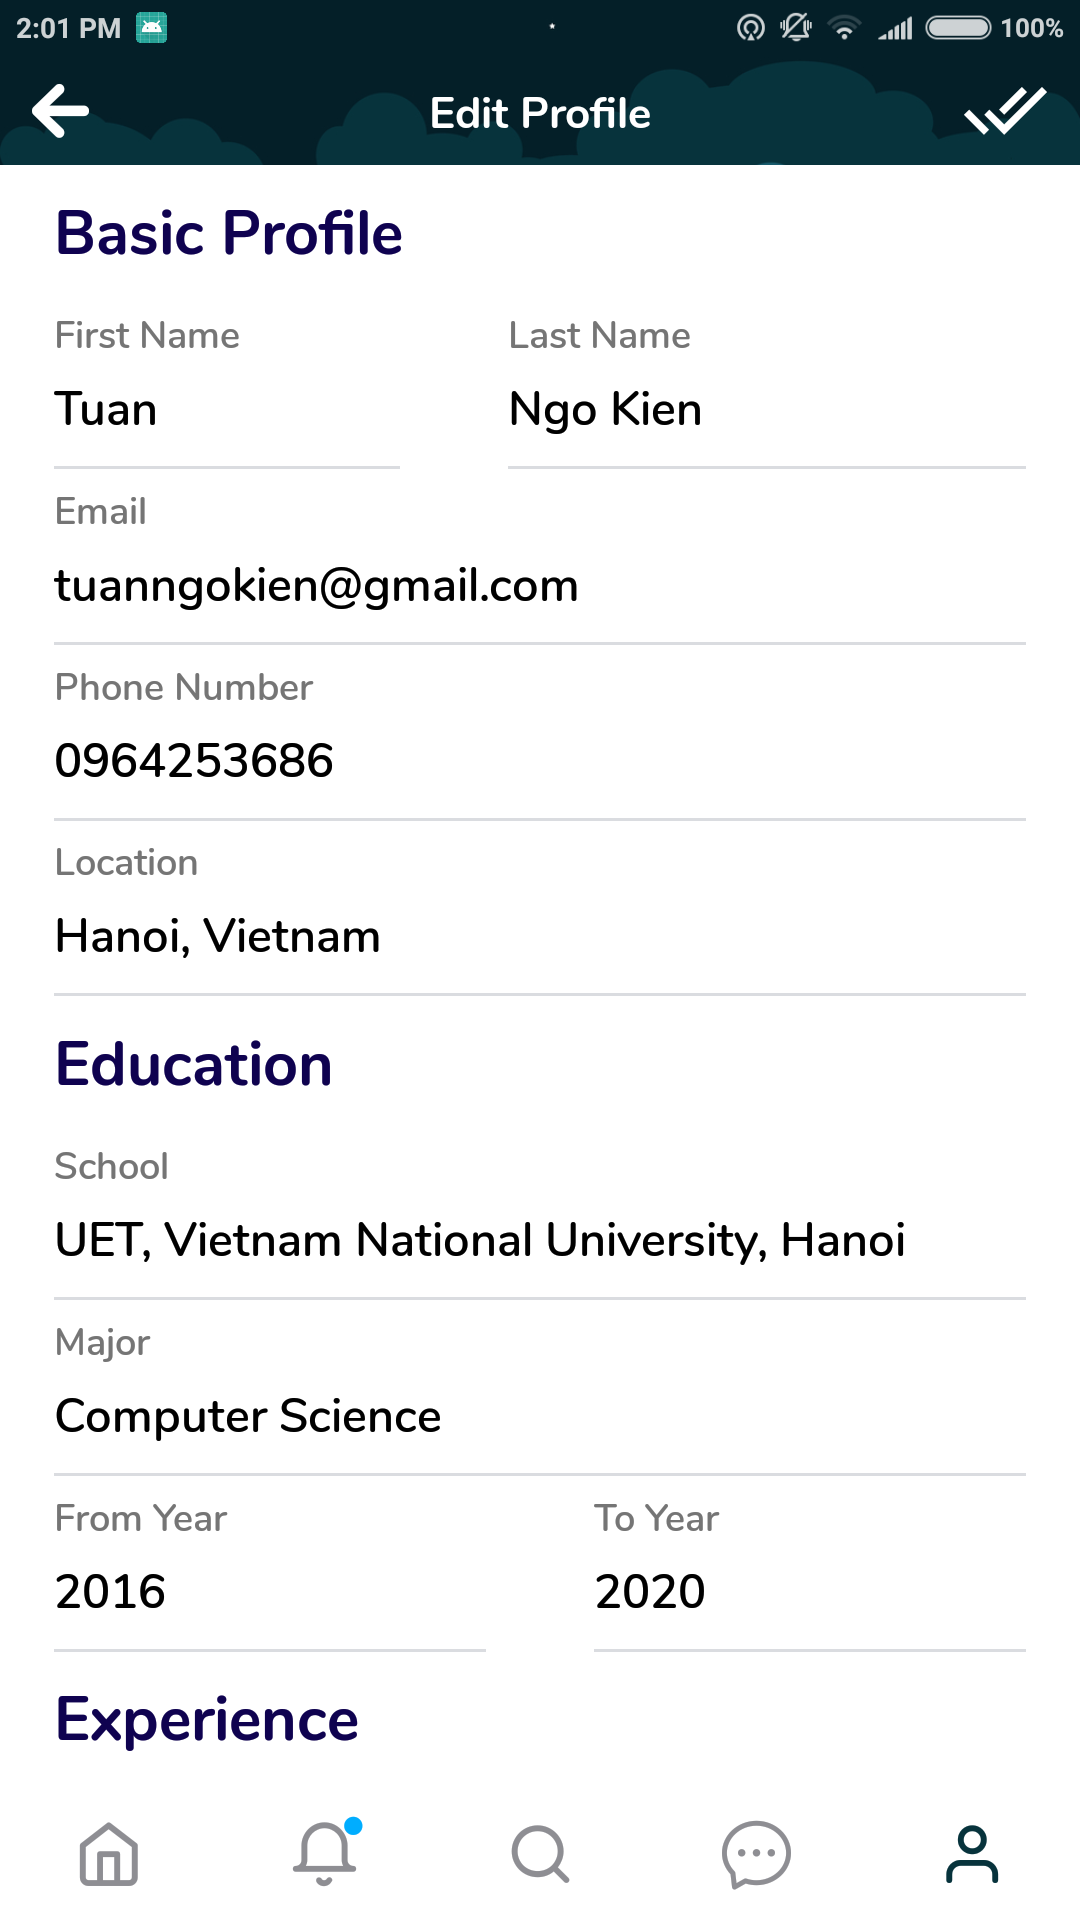 2:01 PM
100%
Edit Profile
Basic Profile
First Name Last Name
Tuan Ngo Kien
Email
tuanngokien@gmail.com
Phone Number
0964253686
Location
Hanoi, Vietnam
Education
School
UET, Vietnam National University, Hanoi
Major
Computer Science
From Year To Year
2016 2020
Experience